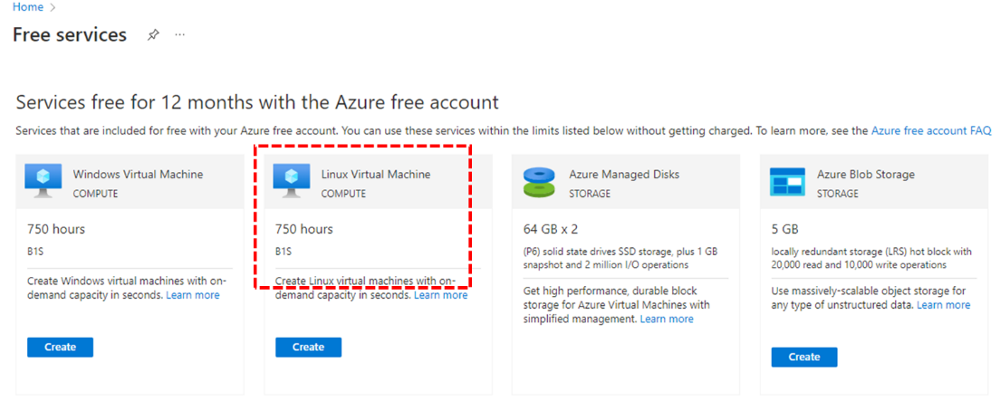 Home >
Free services ...
Services free for 12 months with the Azure free account
Services that are included for free with your Azure free account. You can use these services within the limits listed below without getting charged. To learn more, see the Azure free account FAQ
Windows Virtual Machine
COMPUTE
750 hours
B1S
Create Windows virtual machines with on-
demand capacity in seconds. Learn more
Create
Linux Virtual Machine
COMPUTE
750 hours
B1S
Create Linux virtual machines with on-
demand capacity in seconds. Learn more
Create
Azure Managed Disks
STORAGE
64 GB x 2
(P6) solid state drives SSD storage, plus 1 GB
snapshot and 2 million I/O operations
Get high performance, durable block
storage for Azure Virtual Machines with
simplified management. Learn more
Azure Blob Storage
STORAGE
5 GB
locally redundant storage (LRS) hot block with
20,000 read and 10,000 write operations
Use massively-scalable object storage for
any type of unstructured data. Learn more
Create